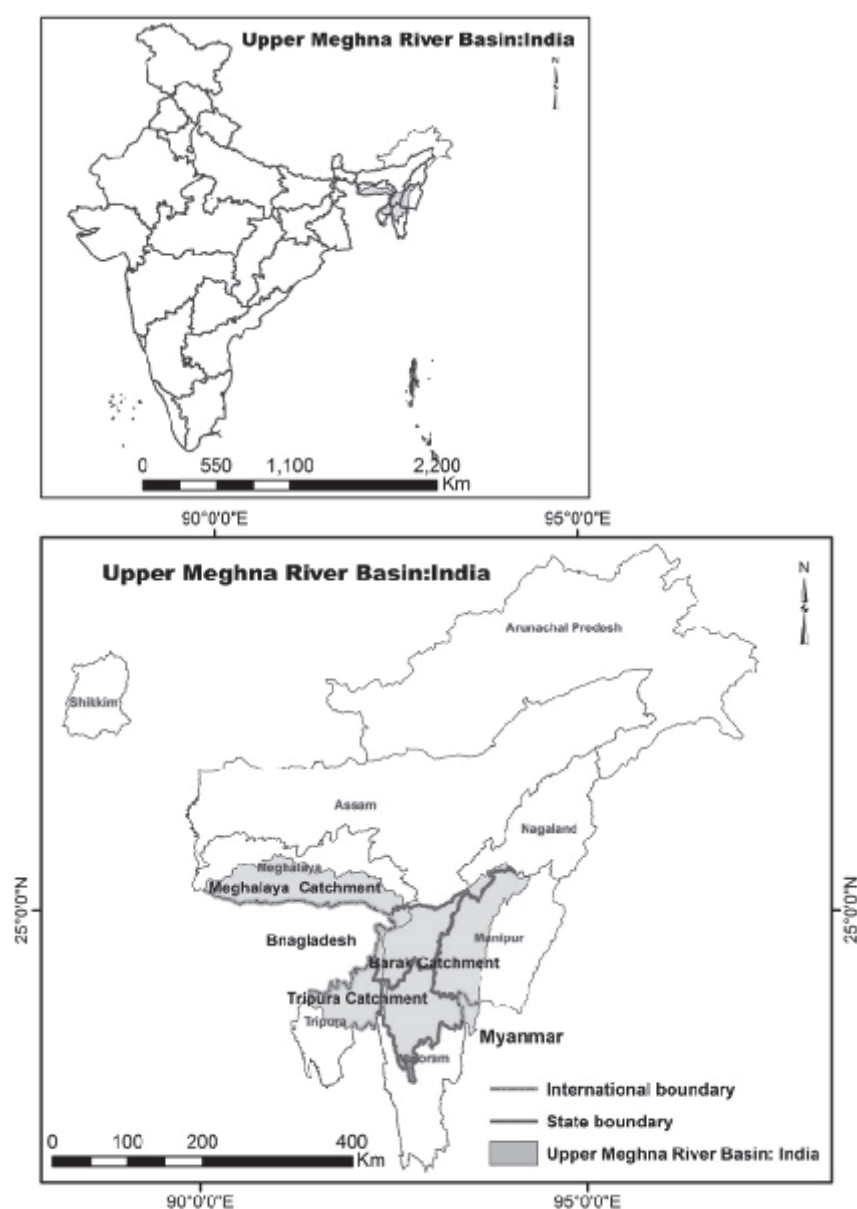 Upper Meghna River Basin:India
N
0 550 1,100 2,200
Km
90°0'0"E 95°0'0"E
Upper Meghna River Basin:India
N
Arunachal Predesh
Shikkim
Assam
Nagaland
Meghalaya
Meghalaya Catchment
25°0'0"N 25°0'0"N
Bnagladesh
Manipur
Barak Catchment
Tripura Catchment
Tripura
Myanmar
Mizoram
International boundary
State boundary
Upper Meghna River Basin: India
0 100 200 400
Km
90°0'0"E 95°0'0"E